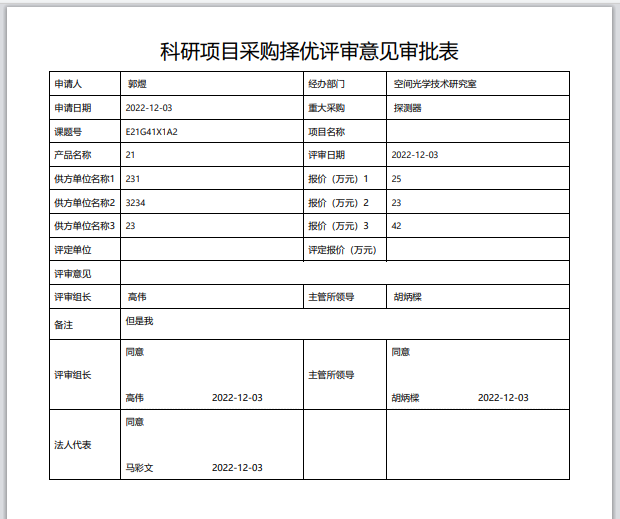 科研项目采购择优评审意见审批表
申请人 郭煜 经办部门 空间光学技术研究室
申请日期 2022-12-03 重大采购 探测器
课题号 E21G41X1A2 项目名称
产品名称 21 评审日期 2022-12-03
供方单位名称1 231 报价（万元）1 25
供方单位名称2 3234 报价（万元）2 23
供方单位名称3 23 报价（万元）3 42
评定单位 评定报价（万元）
评审意见
评审组长 高伟 主管所领导 胡炳樑
备注 但是我
评审组长 同意 主管所领导 同意
高伟 2022-12-03 胡炳樑 2022-12-03
法人代表 同意
马彩文 2022-12-03